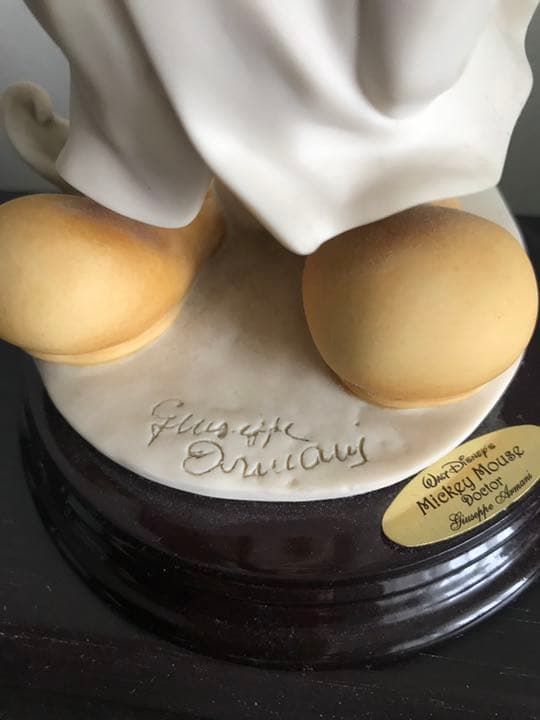 Giuseppe
Armani
WALT DISNEY'S
MICKEY MOUSE
DOCTOR
Giuseppe Armani